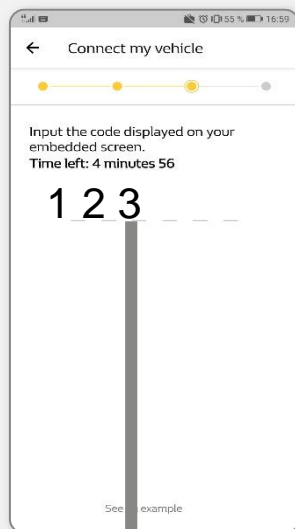 55 % 16:59
Connect my vehicle
Input the code displayed on your
embedded screen.
Time left: 4 minutes 56
1 2 3
See example